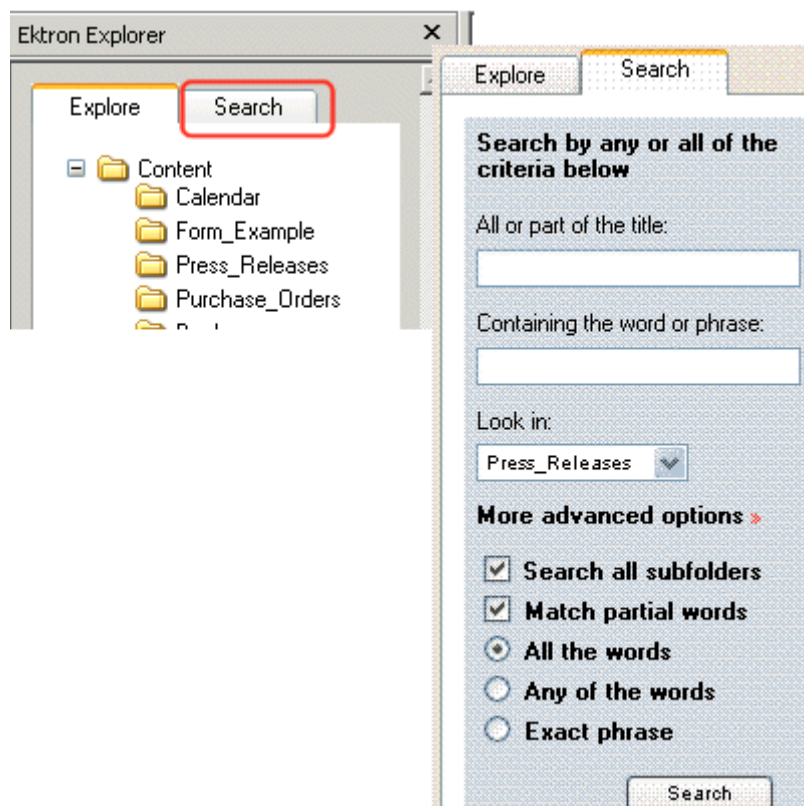 Ektron Explorer
Explore
Search
Content
Calendar
Form_Example
Press_Releases
Purchase_Orders
Explore
Search
Search by any or all of the
criteria below
All or part of the title:
Containing the word or phrase:
Look in:
Press_Releases
More advanced options »
Search all subfolders
Match partial words
All the words
Any of the words
Exact phrase
Search